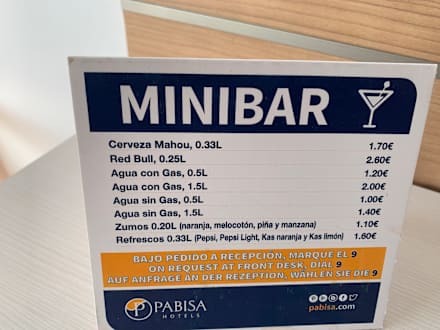 MINIBAR
Cerveza Mahou, 0.33L 1.70€
Red Bull, 0.25L 2.60€
Agua con Gas, 0.5L 1.20€
Agua con Gas, 1.5L 2.00€
Agua sin Gas, 0.5L 1.00€
Agua sin Gas, 1.5L 1.40€
Zumos 0.20L (naranja, melocotón, piña y manzana) 1.10€
Refrescos 0.33L (Pepsi, Pepsi Light, Kas naranja y Kas limón) 1.60€
BAJO PEDIDO A RECEPCION, MARQUE EL 9
ON REQUEST AT FRONT DESK, DIAL 9
AUF ANFRAGE AN DER REZEPTION, WÄHLEN SIE DIE 9
PABISA
HOTELS
pabisa.com